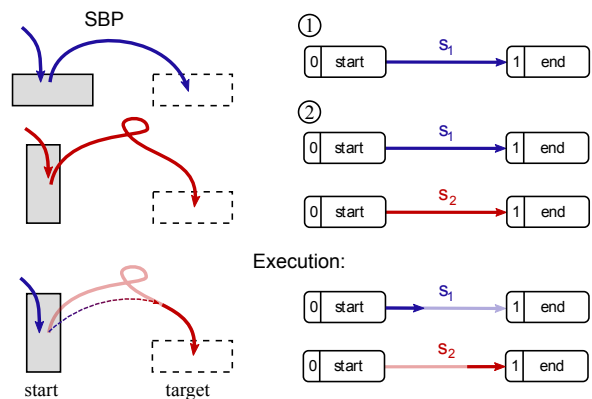 SBP
start
target
1
0 start s1 1 end
2
0 start s1 1 end
0 start s2 1 end
Execution:
0 start s1 1 end
0 start s2 1 end